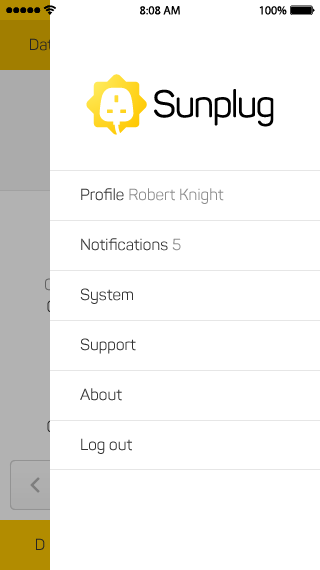 8:08 AM
100%
Sunplug
Profile Robert Knight
Notifications 5
System
Support
About
Log out